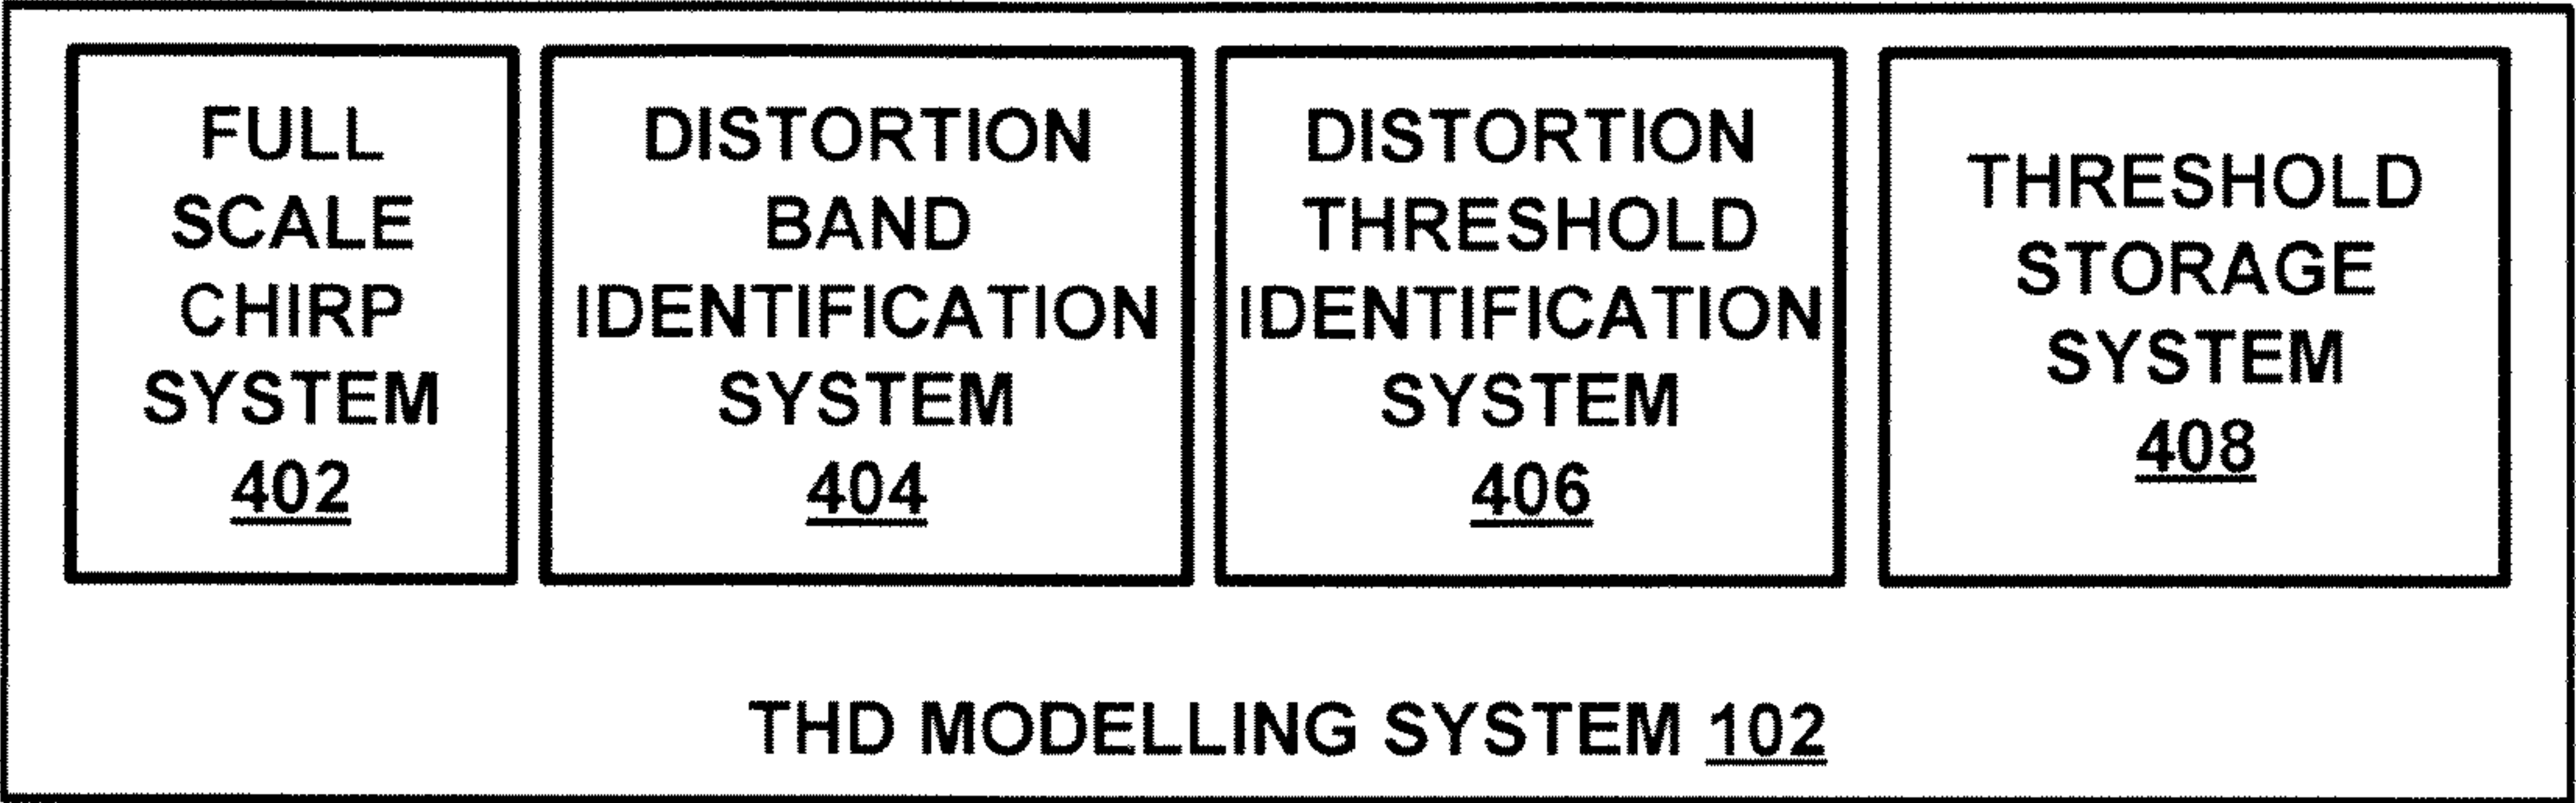 FULL
SCALE
CHIRP
SYSTEM
402
DISTORTION
BAND
IDENTIFICATION
SYSTEM
404
DISTORTION
THRESHOLD
IDENTIFICATION
SYSTEM
406
THRESHOLD
STORAGE
SYSTEM
408
THD MODELLING SYSTEM 102